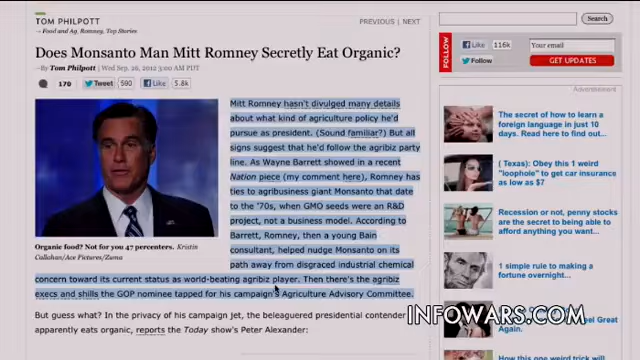 TOM PHILPOTT
→ Food and Ag, Romney, Top Stories
PREVIOUS | NEXT
Does Monsanto Man Mitt Romney Secretly Eat Organic?
—By Tom Philpott | Wed Sep. 26, 2012 3:00 AM PDT
170 Tweet 590 Like 5.8k
Mitt Romney hasn't divulged many details
about what kind of agriculture policy he'd
pursue as president. (Sound familiar?) But all
signs suggest that he'd follow the agribiz party
line. As Wayne Barrett showed in a recent
Nation piece (my comment here), Romney has
ties to agribusiness giant Monsanto that date
to the '70s, when GMO seeds were an R&D
project, not a business model. According to
Barrett, Romney, then a young Bain
consultant, helped nudge Monsanto on its
path away from disgraced industrial chemical
concern toward its current status as world-beating agribiz player. Then there's the agribiz
execs and shills the GOP nominee tapped for his campaign's Agriculture Advisory Committee.
Organic food? Not for you 47 percenters. Kristin
Callahan/Ace Pictures/Zuma
But guess what? In the privacy of his campaign jet, the beleaguered presidential contender
apparently eats organic, reports the Today show's Peter Alexander:
Search
FOLLOW
Like 116k
Your email
Follow
GET UPDATES
Advertisement
The secret of how to learn a
foreign language in just 10
days. Read here to find out...
( Texas): Obey this 1 weird
"loophole" to get car insurance
as low as $7
Recession or not, penny stocks
are the secret to being able to
afford anything you want...
1 simple rule to making a
fortune overnight...
Feel Great
Again.
How this one weird trick will
INFOWARS.COM